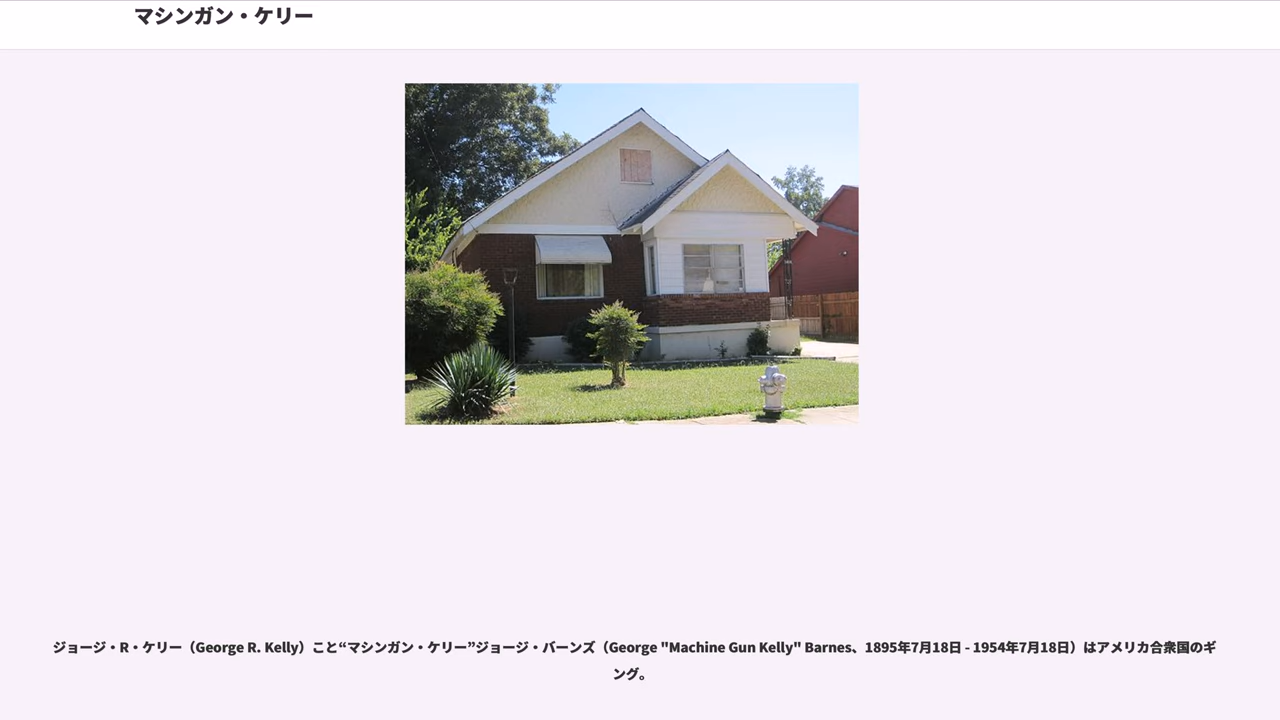 マシンガン・ケリー
ジョージ・R・ケリー（George R. Kelly）こと“マシンガン・ケリー”ジョージ・バーンズ（George "Machine Gun Kelly" Barnes、1895年7月18日 - 1954年7月18日）はアメリカ合衆国のギ
ング。